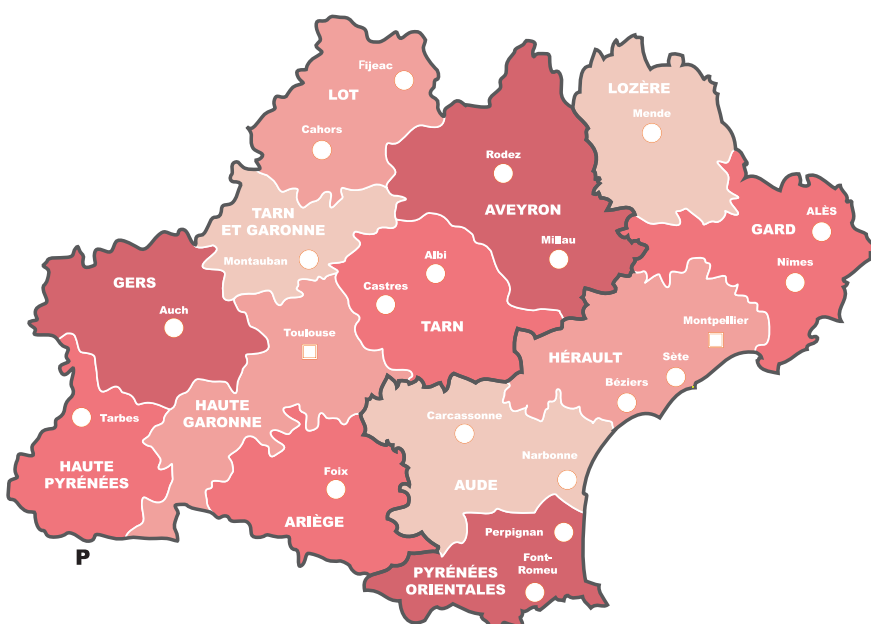 Fijeac
LOT
Cahors
LOZÈRE
Mende
Rodez
AVEYRON
Millau
TARN
ET GARONNE
Montauban
ALÈS
GARD
Nîmes
GERS
Auch
Albi
Castres
TARN
Toulouse
Montpellier
HÉRAULT
Sète
Béziers
Tarbes
HAUTE
GARONNE
Carcassonne
HAUTE
PYRÉNÉES
Foix
ARIÈGE
Narbonne
AUDE
Perpignan
Font-
Romeu
PYRÉNÉES
ORIENTALES
P